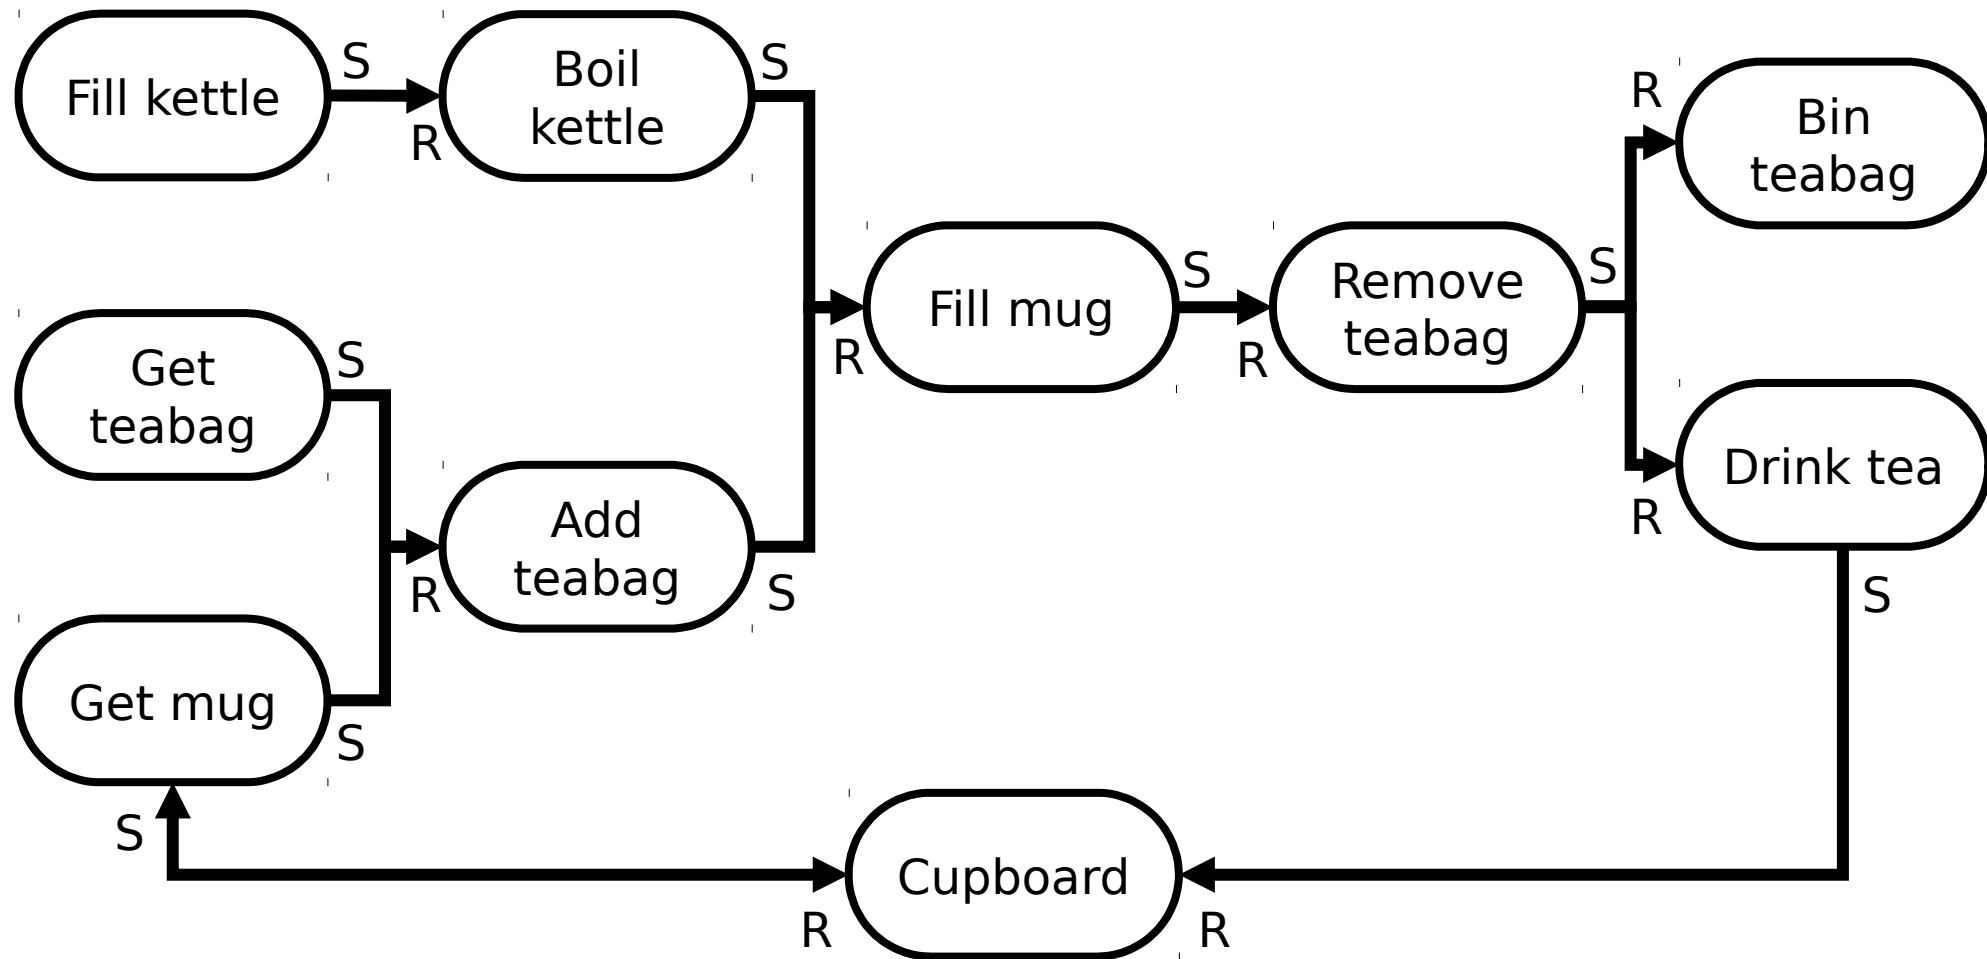 Fill kettle
S
R
Boil
kettle
S
Get
teabag
S
Get mug
S
R
Add
teabag
S
R
Fill mug
S
R
Remove
teabag
S
R
Bin
teabag
R
Drink tea
S
S
R
Cupboard
R